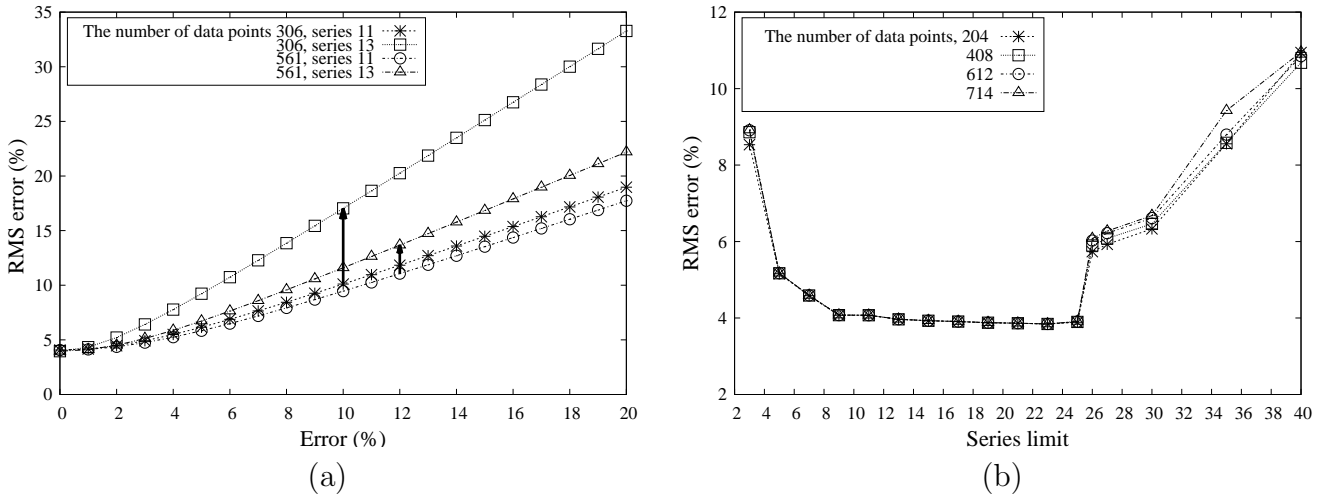 35
30
25
20
15
10
5
0
RMS error (%)
The number of data points 306, series 11
306, series 13
561, series 11
561, series 13
0 2 4 6 8 10 12 14 16 18 20
Error (%)
(a)
12
10
8
6
4
2
RMS error (%)
The number of data points, 204
408
612
714
2 4 6 8 10 12 14 16 18 20 22 24 26 28 30 32 34 36 38 40
Series limit
(b)